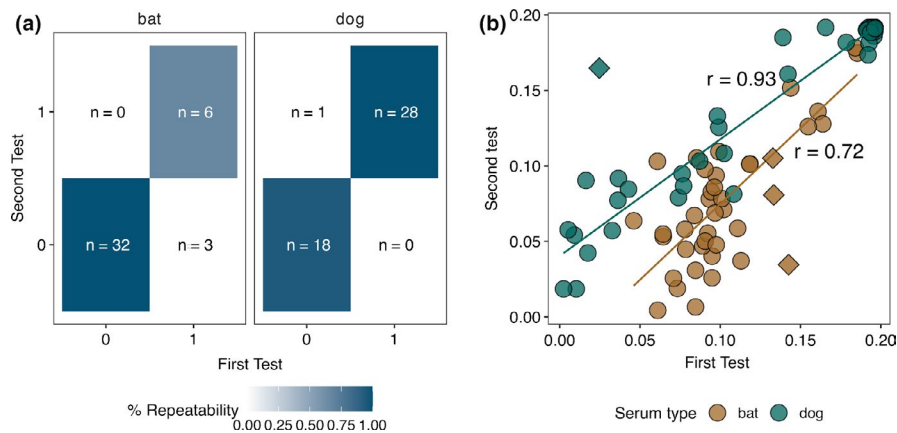 (a)
bat
dog
Second Test
1
0
n = 0
n = 6
n = 1
n = 28
n = 32
n = 3
n = 18
n = 0
0
1
0
1
First Test
% Repeatability
0.00 0.25 0.50 0.75 1.00
(b)
Second test
0.20
0.15
0.10
0.05
0.00
r = 0.93
r = 0.72
0.00
0.05
0.10
0.15
0.20
First Test
Serum type
bat
dog